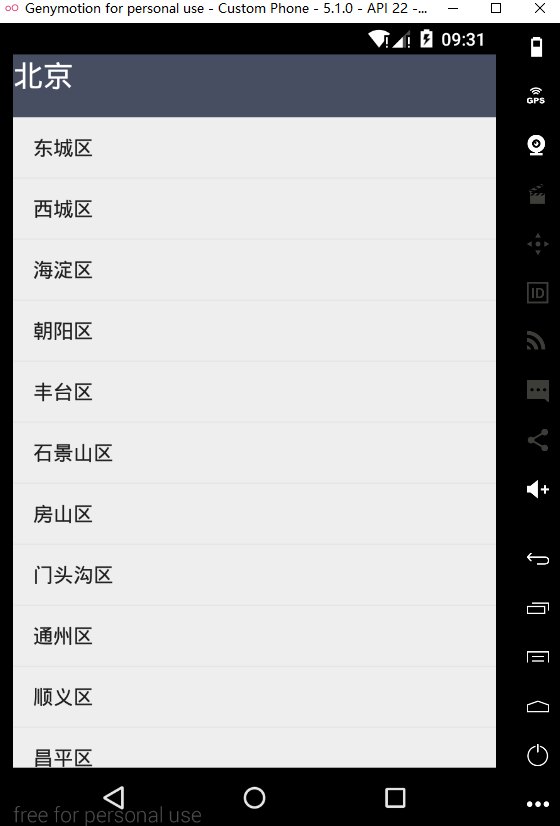 Genymotion for personal use - Custom Phone - 5.1.0 - API 22 -...
09:31
北京
GPS
东城区
西城区
海淀区
朝阳区
ID
丰台区
石景山区
房山区
门头沟区
通州区
顺义区
昌平区
free for personal use